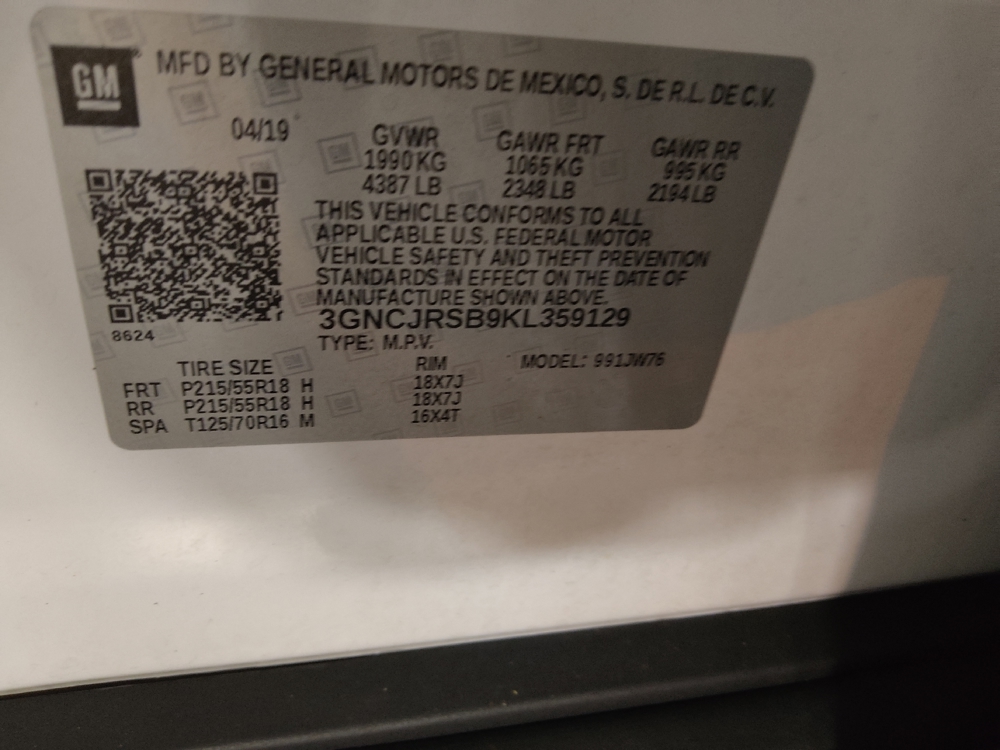 GM
MFD BY GENERAL MOTORS DE MEXICO, S. DE R.L. DE C.V.
04/19 GVWR GAWR FRT GAWR RR
1990 KG 1065 KG 995 KG
4387 LB 2348 LB 2194 LB
THIS VEHICLE CONFORMS TO ALL
APPLICABLE U.S. FEDERAL MOTOR
VEHICLE SAFETY AND THEFT PREVENTION
STANDARDS IN EFFECT ON THE DATE OF
MANUFACTURE SHOWN ABOVE.
3GNCJRSB9KL359129
8624
TYPE: M.P.V.
TIRE SIZE RIM MODEL: 991JW76
FRT P215/55R18 H 18X7J
RR P215/55R18 H 18X7J
SPA T125/70R16 M 16X4T